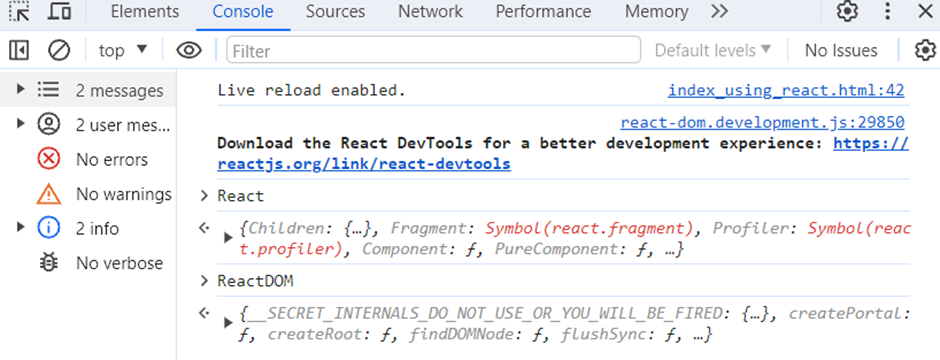 Elements Console Sources Network Performance Memory
top Filter Default levels No Issues
2 messages
2 user mes...
No errors
No warnings
2 info
No verbose
Live reload enabled. index_using_react.html:42
react-dom.development.js:29850
Download the React DevTools for a better development experience: https://
reactjs.org/link/react-devtools
> React
{Children: {…}, Fragment: Symbol(react.fragment), Profiler: Symbol(reac
t.profiler), Component: ƒ, PureComponent: ƒ, …}
> ReactDOM
{__SECRET_INTERNALS_DO_NOT_USE_OR_YOU_WILL_BE_FIRED: {…}, createPortal:
ƒ, createRoot: ƒ, findDOMNode: ƒ, flushSync: ƒ, …}